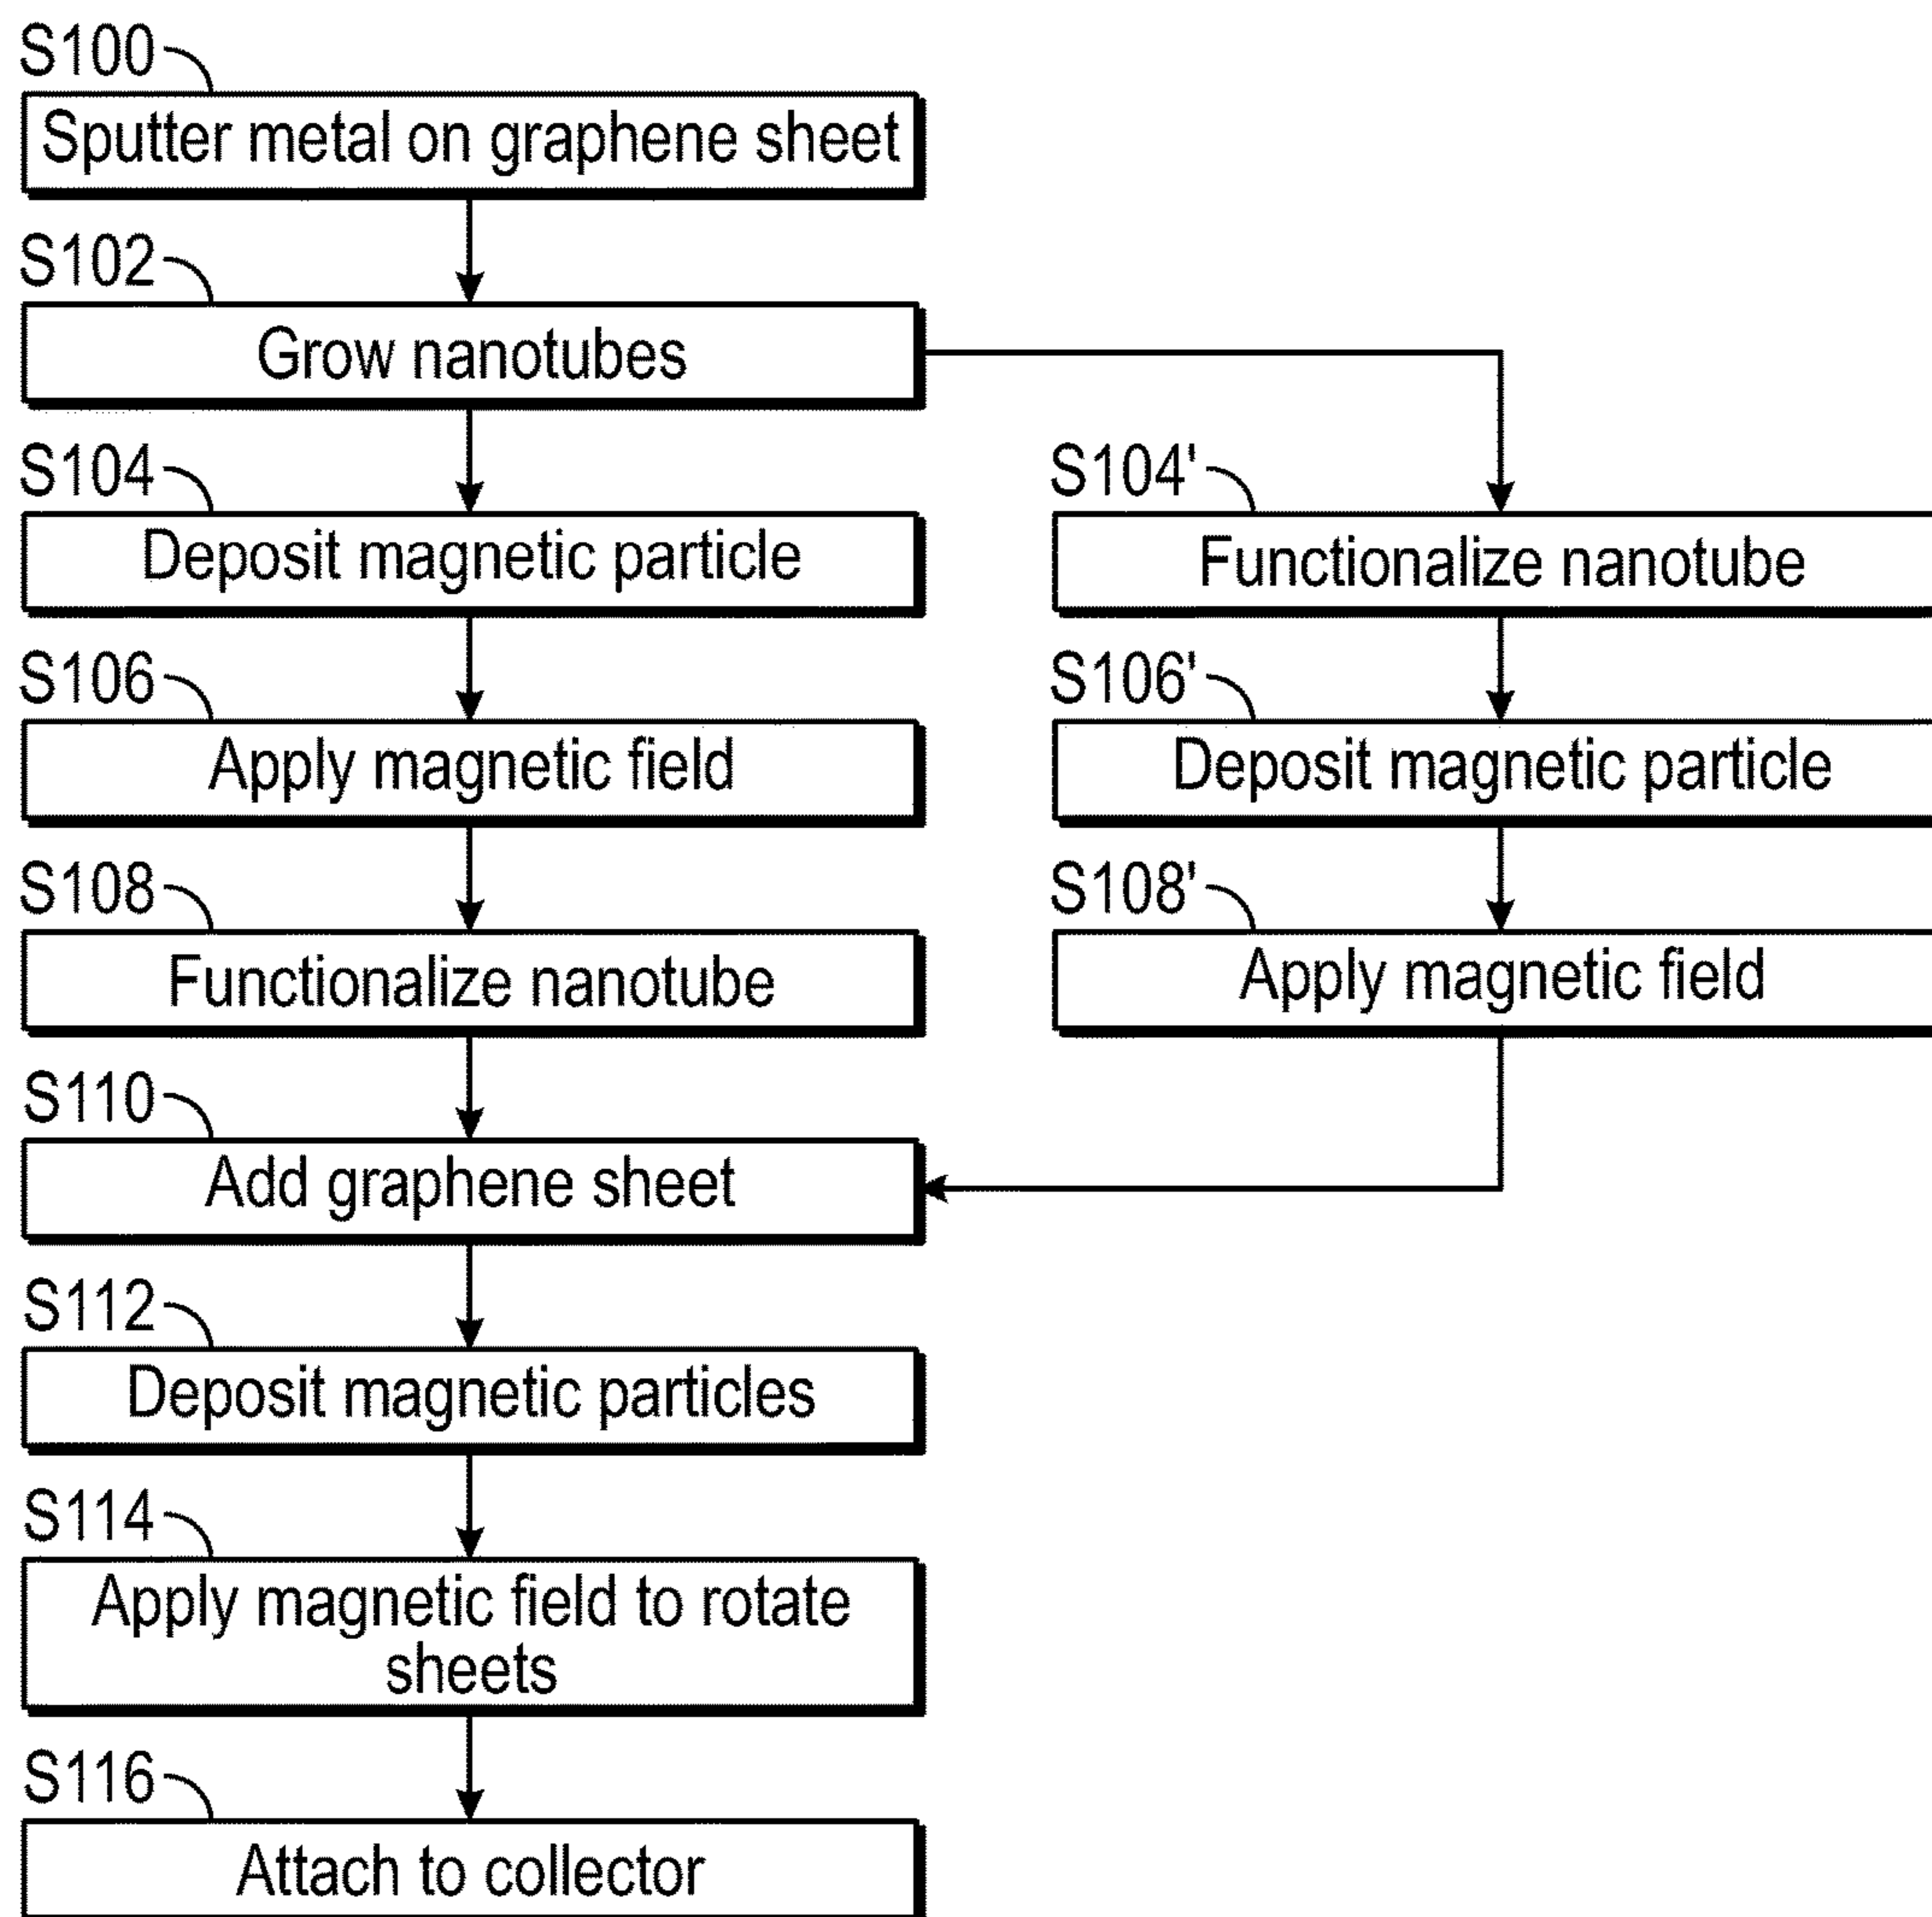 S100
Sputter metal on graphene sheet
S102
Grow nanotubes
S104
Deposit magnetic particle
S106
Apply magnetic field
S108
Functionalize nanotube
S104'
Functionalize nanotube
S106'
Deposit magnetic particle
S108'
Apply magnetic field
S110
Add graphene sheet
S112
Deposit magnetic particles
S114
Apply magnetic field to rotate
sheets
S116
Attach to collector